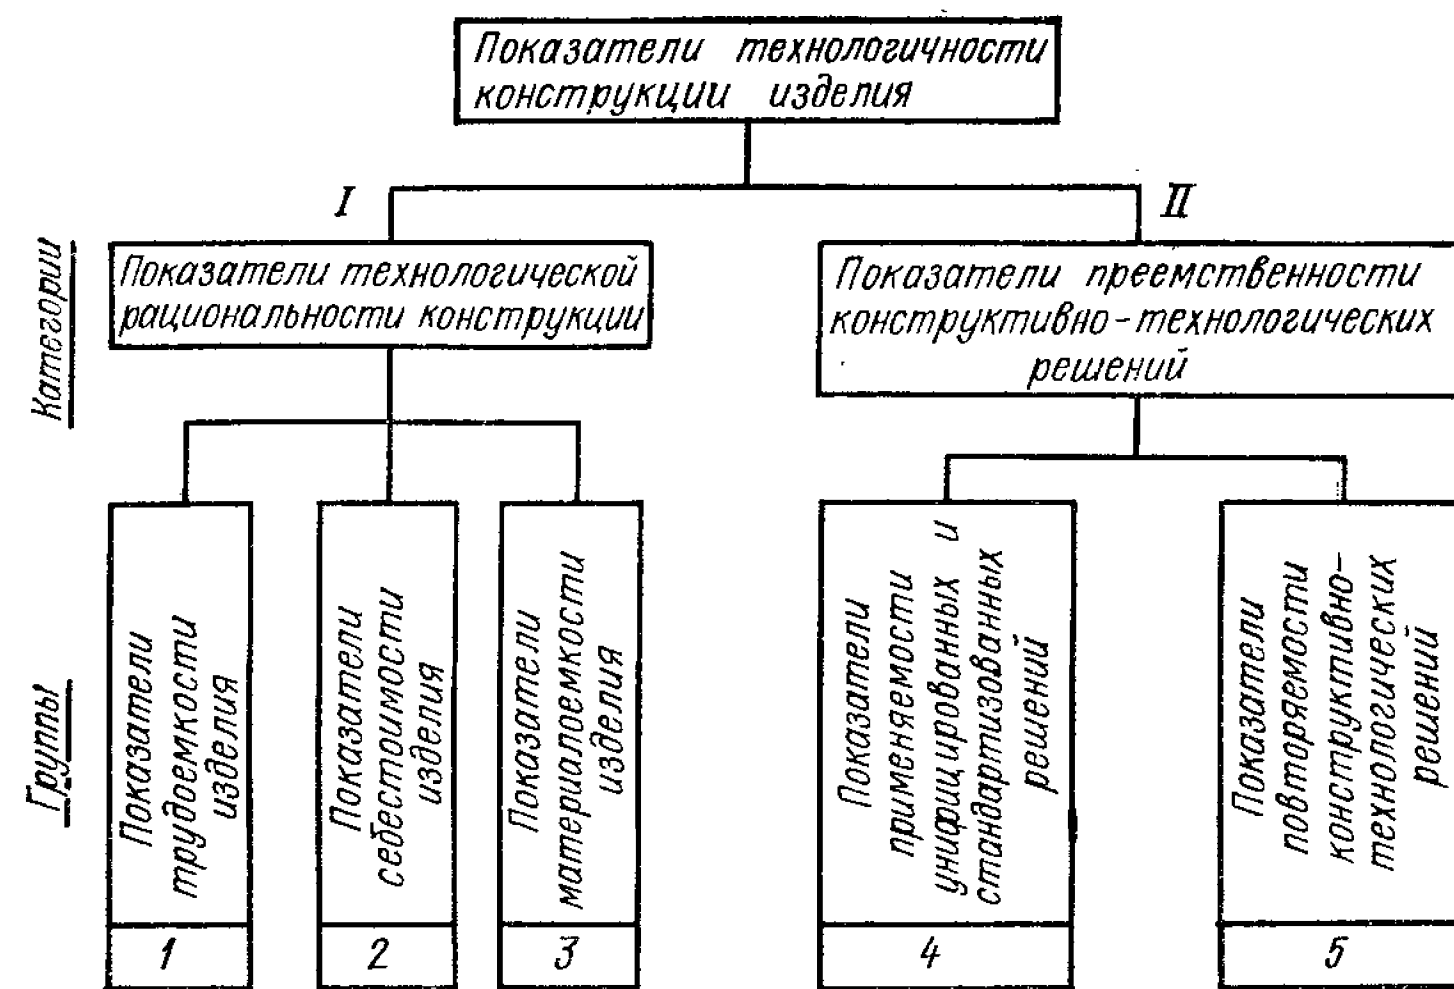 Показатели технологичности
конструкции изделия
I
II
Категории
Показатели технологической
рациональности конструкции
Показатели преемственности
конструктивно-технологических
решений
Группы
Показатели
трудоемкости
изделия
1
Показатели
себестоимости
изделия
2
Показатели
материалоемкости
изделия
3
Показатели
применяемости
унифицированных и
стандартизованных
решений
4
Показатели
повторяемости
конструктивно-
технологических
решений
5